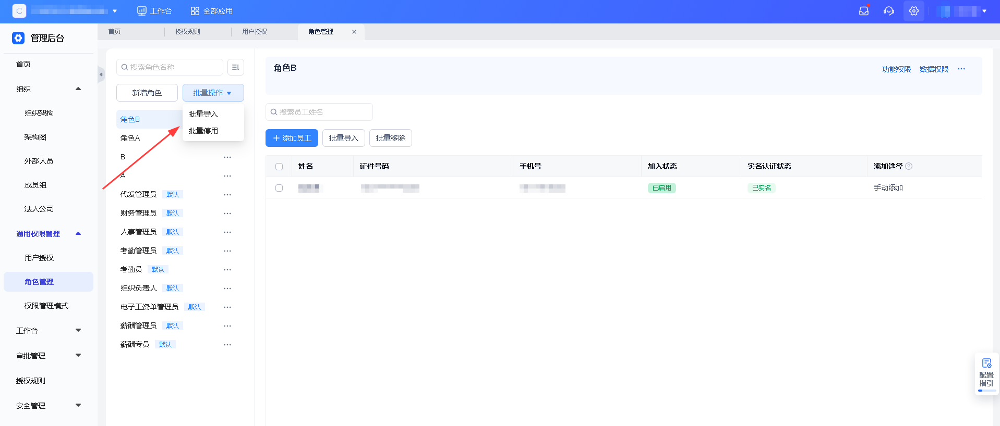 C
工作台
全部应用
管理后台
首页
授权规则
用户授权
角色管理
首页
组织
组织架构
架构图
外部人员
成员组
法人公司
通用权限管理
用户授权
角色管理
权限管理模式
工作台
审批管理
授权规则
安全管理
搜索角色名称
新增角色
批量操作
批量导入
批量停用
角色B
角色A
B
A
代发管理员 默认
财务管理员 默认
人事管理员 默认
考勤管理员 默认
考勤员 默认
组织负责人 默认
电子工资单管理员 默认
薪酬管理员 默认
薪酬专员 默认
角色B
功能权限 数据权限
搜索员工姓名
添加员工 批量导入 批量移除
姓名 证件号码 手机号 加入状态 实名认证状态 添加途径
已启用 已实名 手动添加
配置
指引